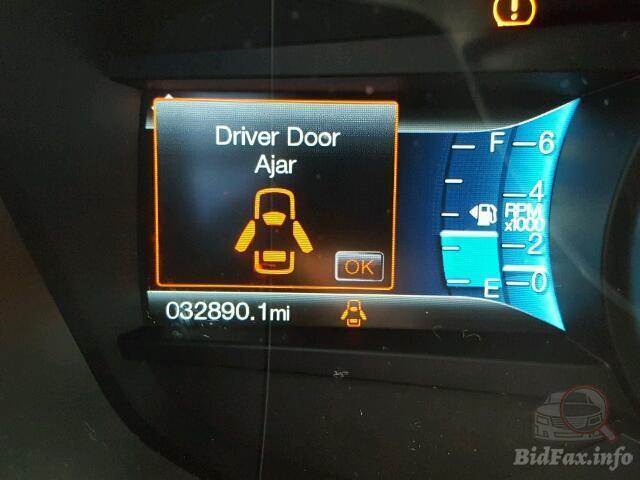 Driver Door
Ajar
OK
F
E
6
4
RPM
x1000
2
0
032890.1mi
BidFax.info